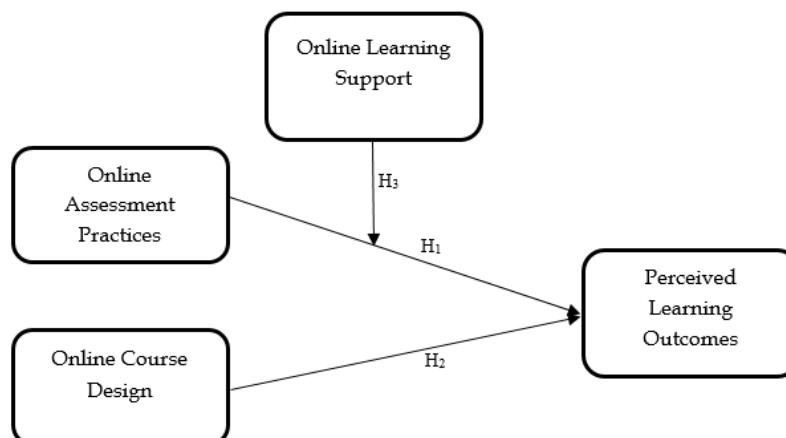 Online Learning
Support
H₃
Online
Assessment
Practices
H₁
Perceived
Learning
Outcomes
Online Course
Design
H₂